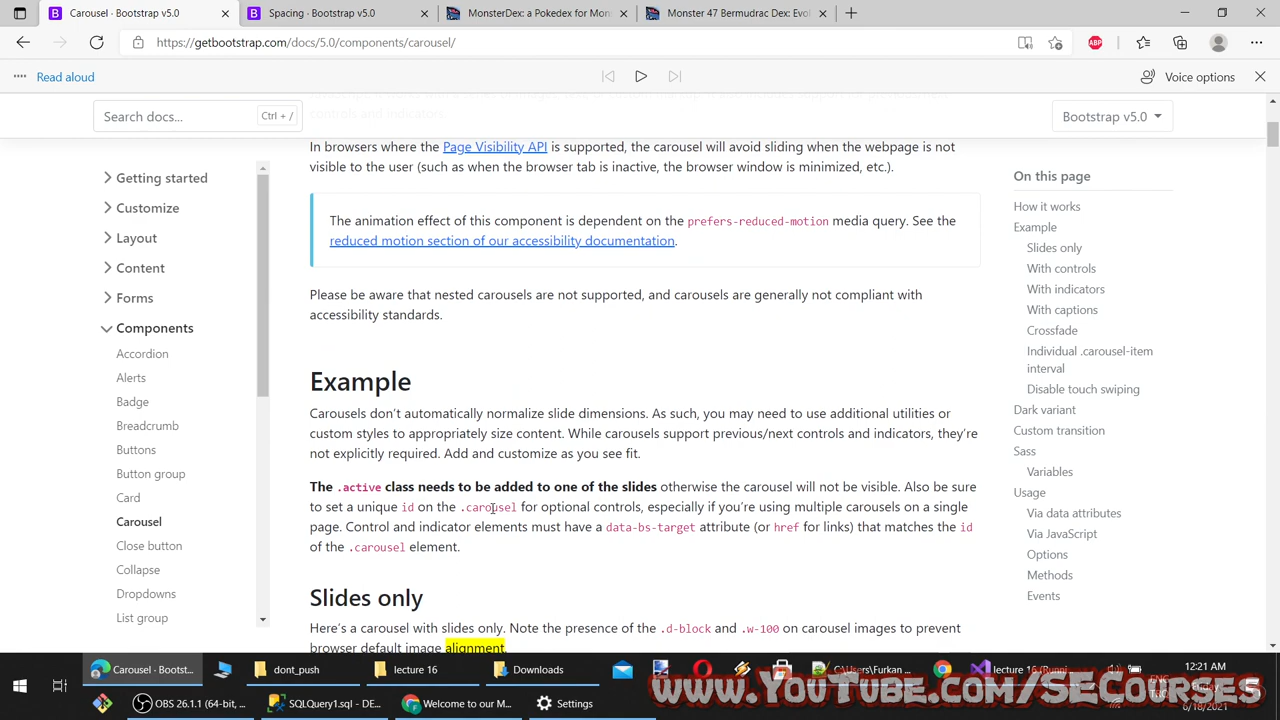 Carousel · Bootstrap v5.0
Spacing · Bootstrap v5.0
MonsterDex: a Pokedex for Mon
Monster 47 Bermudrac Dex: Evol
https://getbootstrap.com/docs/5.0/components/carousel/
ABP
Read aloud
Voice options
Search docs...
Ctrl + /
Bootstrap v5.0
controls and indicators.
In browsers where the Page Visibility API is supported, the carousel will avoid sliding when the webpage is not
visible to the user (such as when the browser tab is inactive, the browser window is minimized, etc.).
The animation effect of this component is dependent on the prefers-reduced-motion media query. See the
reduced motion section of our accessibility documentation.
Please be aware that nested carousels are not supported, and carousels are generally not compliant with
accessibility standards.
Example
Carousels don't automatically normalize slide dimensions. As such, you may need to use additional utilities or
custom styles to appropriately size content. While carousels support previous/next controls and indicators, they're
not explicitly required. Add and customize as you see fit.
The .active class needs to be added to one of the slides otherwise the carousel will not be visible. Also be sure
to set a unique id on the .carousel for optional controls, especially if you're using multiple carousels on a single
page. Control and indicator elements must have a data-bs-target attribute (or href for links) that matches the id
of the .carousel element.
Slides only
Here's a carousel with slides only. Note the presence of the .d-block and .w-100 on carousel images to prevent
browser default image alignment.
Getting started
Customize
Layout
Content
Forms
Components
Accordion
Alerts
Badge
Breadcrumb
Buttons
Button group
Card
Carousel
Close button
Collapse
Dropdowns
List group
On this page
How it works
Example
Slides only
With controls
With indicators
With captions
Crossfade
Individual .carousel-item
interval
Disable touch swiping
Dark variant
Custom transition
Sass
Variables
Usage
Via data attributes
Via JavaScript
Options
Methods
Events
Carousel · Bootst...
dont_push
lecture 16
Downloads
C:\Users\Furkan ...
lecture 16 (Runni...
12:21 AM
Friday
6/18/2021
OBS 26.1.1 (64-bit, ...
SQLQuery1.sql - DE...
Welcome to our M...
Settings
www.YouTube.com/SECourses